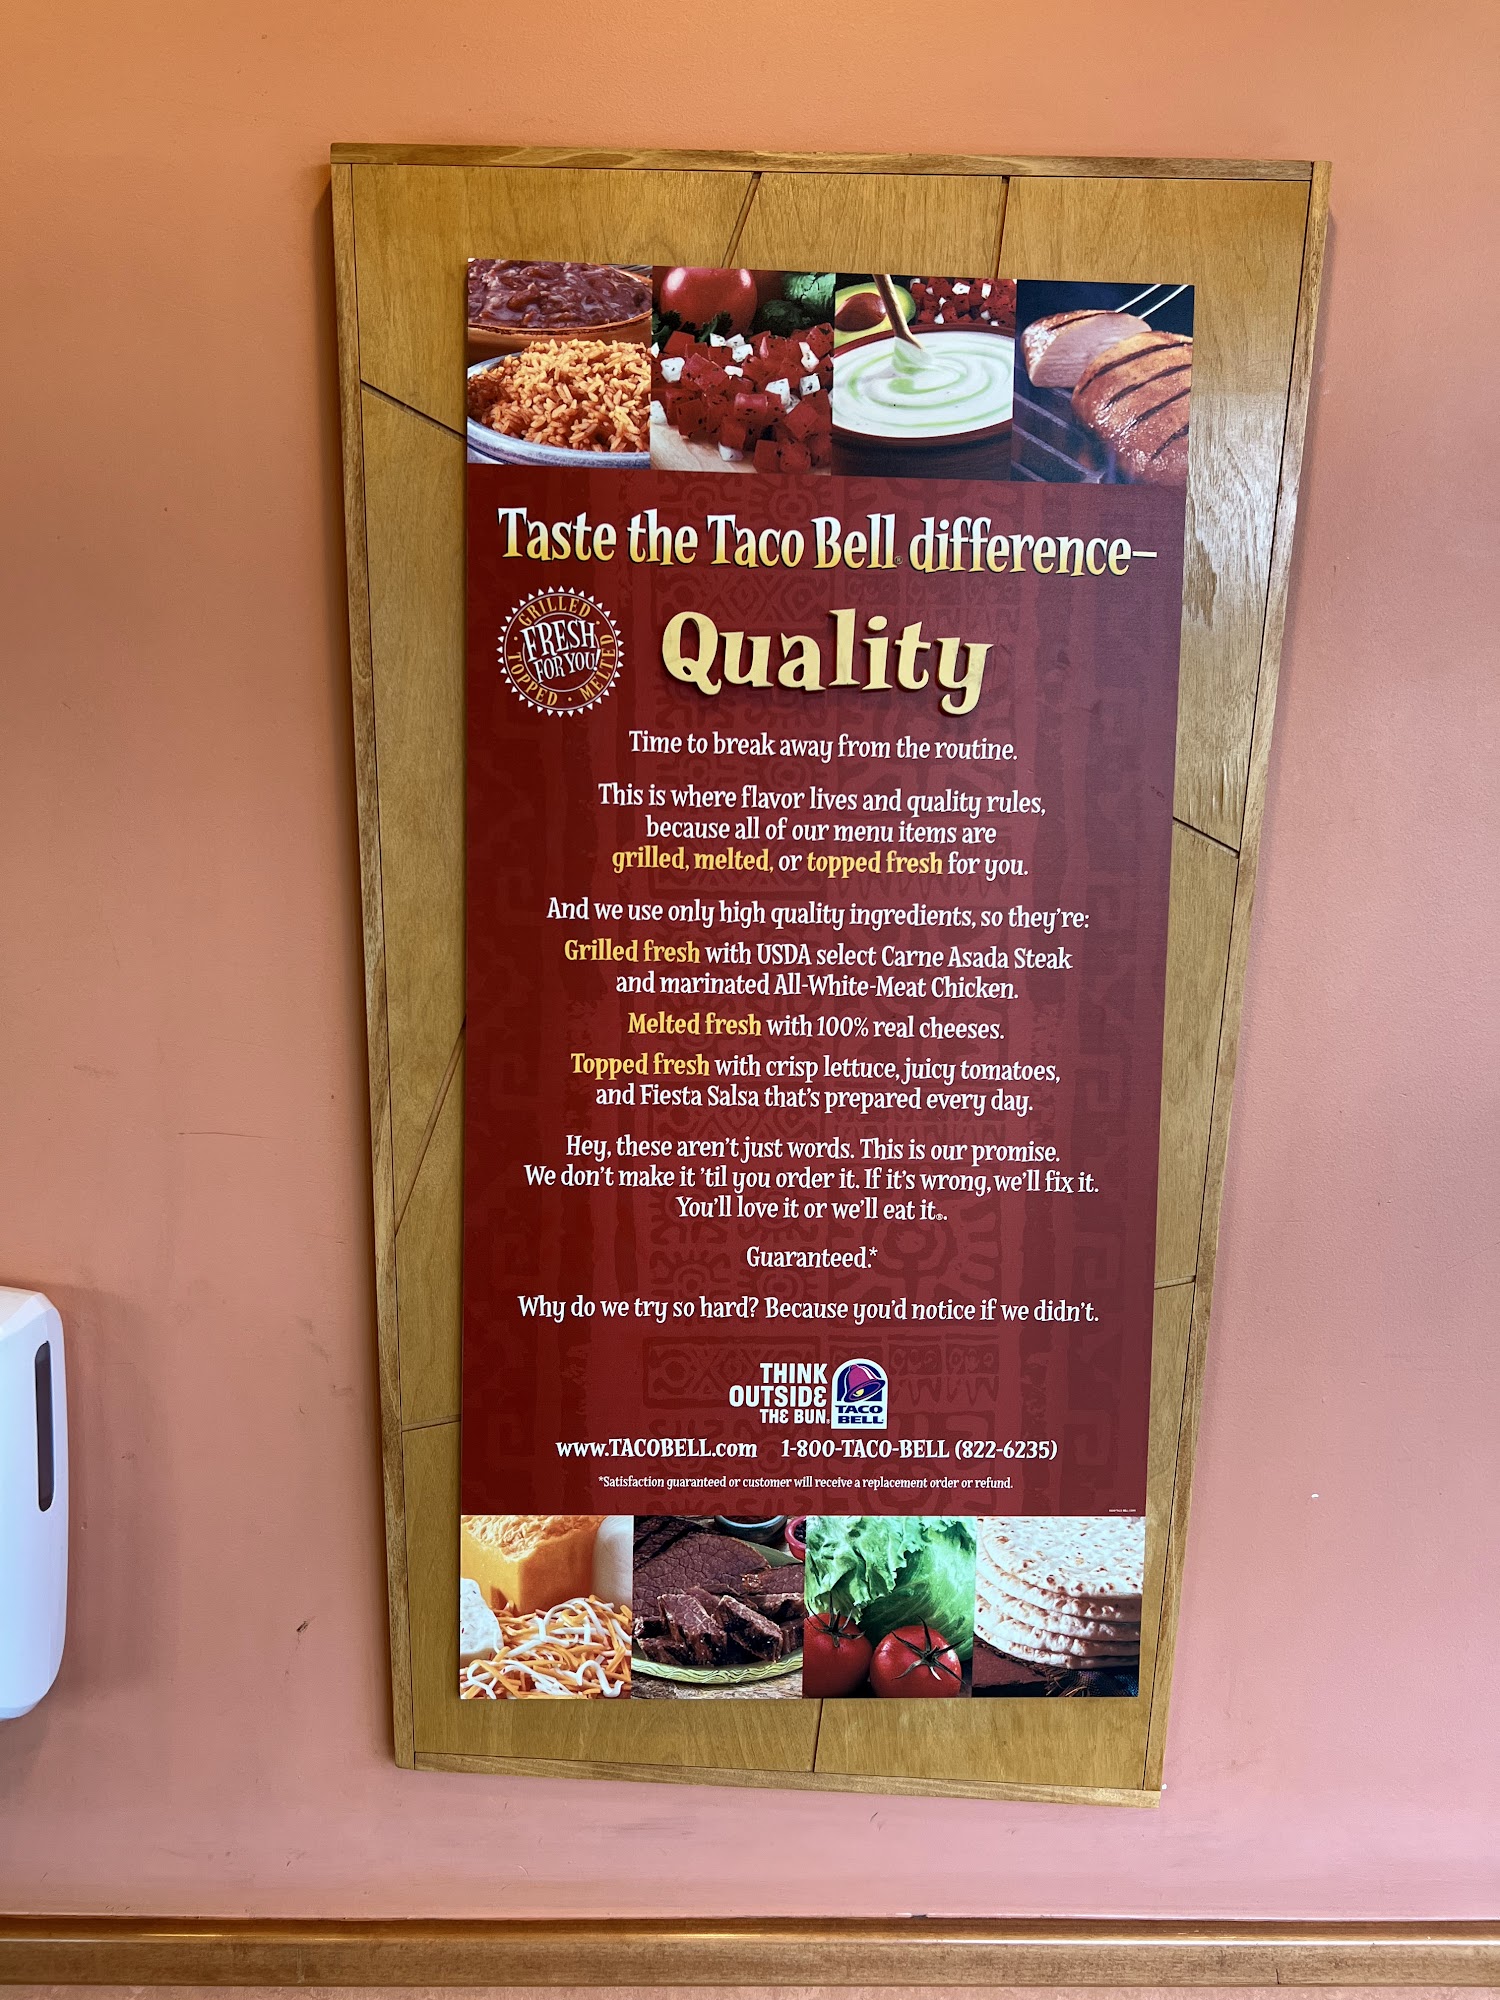 Taste the Taco Bell® difference–
GRILLED · MELTED · TOPPED ·
FRESH
FOR YOU!
Quality
Time to break away from the routine.
This is where flavor lives and quality rules,
because all of our menu items are
grilled, melted, or topped fresh for you.
And we use only high quality ingredients, so they're:
Grilled fresh with USDA select Carne Asada Steak
and marinated All-White-Meat Chicken.
Melted fresh with 100% real cheeses.
Topped fresh with crisp lettuce, juicy tomatoes,
and Fiesta Salsa that's prepared every day.
Hey, these aren't just words. This is our promise.
We don't make it 'til you order it. If it's wrong, we'll fix it.
You'll love it or we'll eat it®.
Guaranteed.*
Why do we try so hard? Because you'd notice if we didn't.
THINK
OUTSIDE
THE BUN®
TACO
BELL
www.TACOBELL.com 1-800-TACO-BELL (822-6235)
*Satisfaction guaranteed or customer will receive a replacement order or refund.